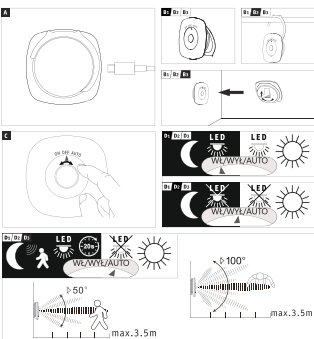 A
B1 B2 B3
B1 B2 B3
B1 B2 B3
C
ON OFF AUTO
D1 D2 D3
LED LED
WŁ/WYŁ/AUTO
D1 D2 D3
LED LED
WŁ/WYŁ/AUTO
D1 D2 D3
LED ~20s~ LED
WŁ/WYŁ/AUTO
50°
max.3.5m
100°
max.3.5m